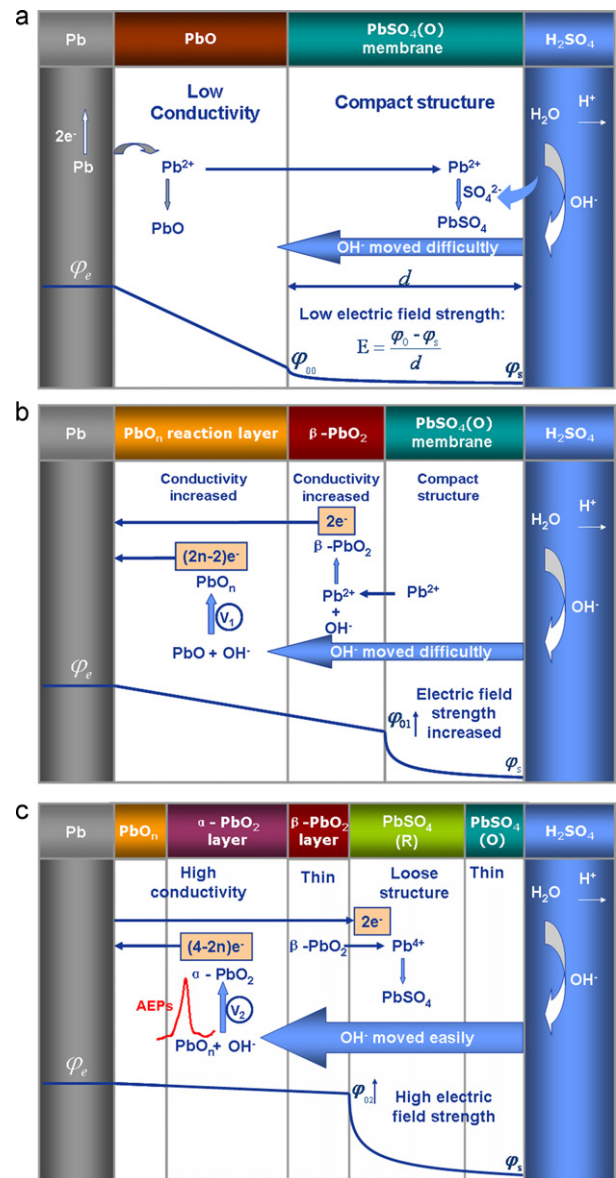 a
Pb
PbO
PbSO₄(O)
membrane
H₂SO₄
Low
Conductivity
Compact structure
H₂O
H⁺
2e⁻
Pb
Pb²⁺
Pb²⁺
SO₄²⁻
OH⁻
PbO
PbSO₄
OH⁻ moved difficultly
φe
d
Low electric field strength:
E = (φ₀ - φs) / d
φ₀₀
φs
b
Pb
PbOₙ reaction layer
β-PbO₂
PbSO₄(O)
membrane
H₂SO₄
Conductivity
increased
Conductivity
increased
Compact
structure
H₂O
H⁺
2e⁻
β-PbO₂
(2n-2)e⁻
PbOₙ
Pb²⁺
+
OH⁻
Pb²⁺
OH⁻
V₁
PbO + OH⁻
OH⁻ moved difficultly
φe
φ₀₁
Electric field
strength
increased
φs
c
Pb
PbOₙ
α - PbO₂
layer
β-PbO₂
layer
PbSO₄
(R)
PbSO₄
(O)
H₂SO₄
High
conductivity
Thin
Loose
structure
Thin
H₂O
H⁺
2e⁻
(4-2n)e⁻
β-PbO₂
Pb⁴⁺
α - PbO₂
PbSO₄
OH⁻
AEPs
V₂
PbOₙ+ OH⁻
OH⁻ moved easily
φe
φ₀₂
High electric
field strength
φs